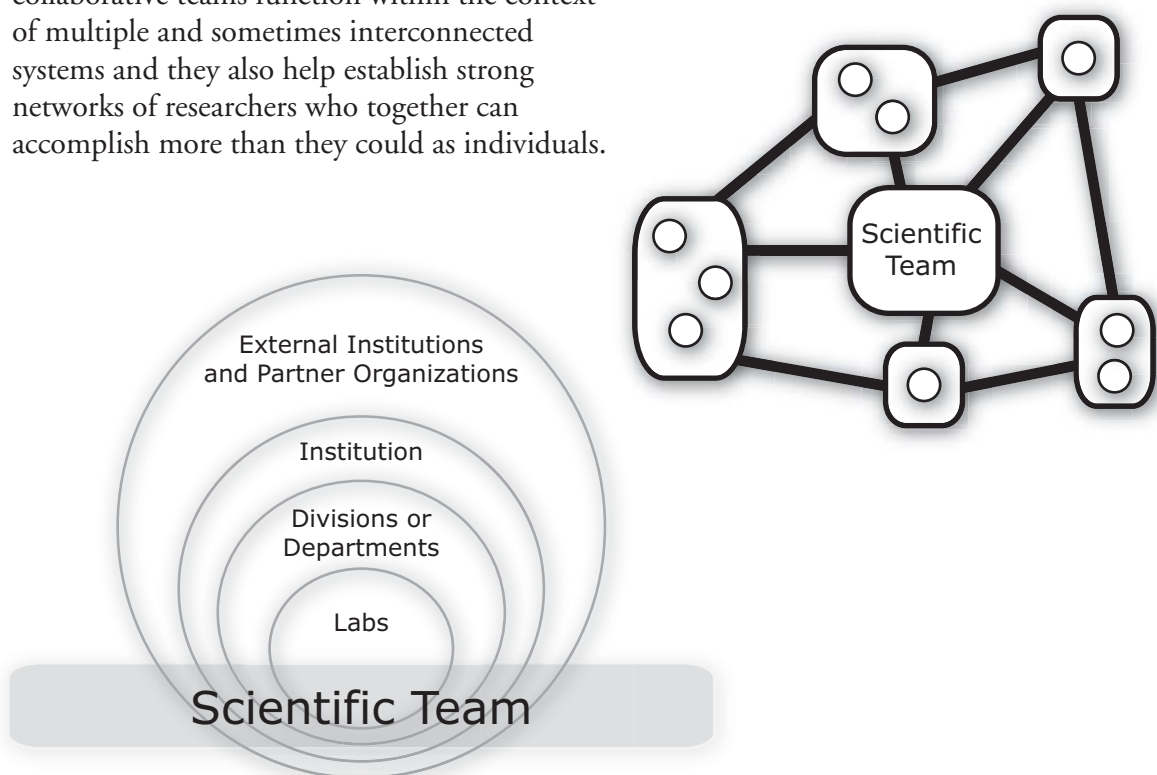 collaborative teams function within the context
of multiple and sometimes interconnected
systems and they also help establish strong
networks of researchers who together can
accomplish more than they could as individuals.
Scientific
Team
External Institutions
and Partner Organizations
Institution
Divisions or
Departments
Labs
Scientific Team